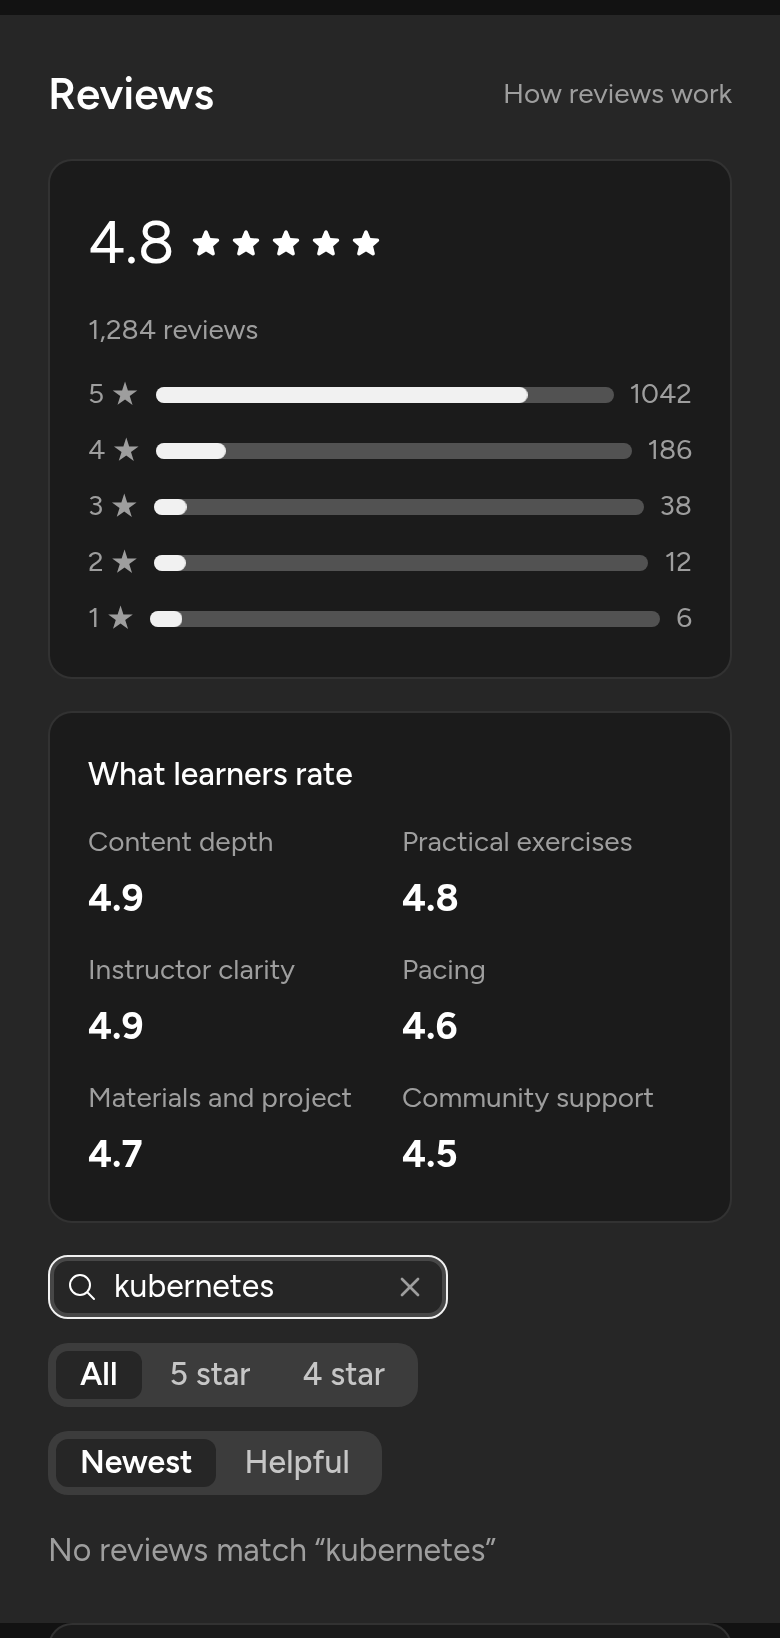 Reviews
How reviews work
4.8 ★★★★★
1,284 reviews
5 ★ 1042
4 ★ 186
3 ★ 38
2 ★ 12
1 ★ 6
What learners rate
Content depth Practical exercises
4.9 4.8
Instructor clarity Pacing
4.9 4.6
Materials and project Community support
4.7 4.5
kubernetes
All 5 star 4 star
Newest Helpful
No reviews match “kubernetes”